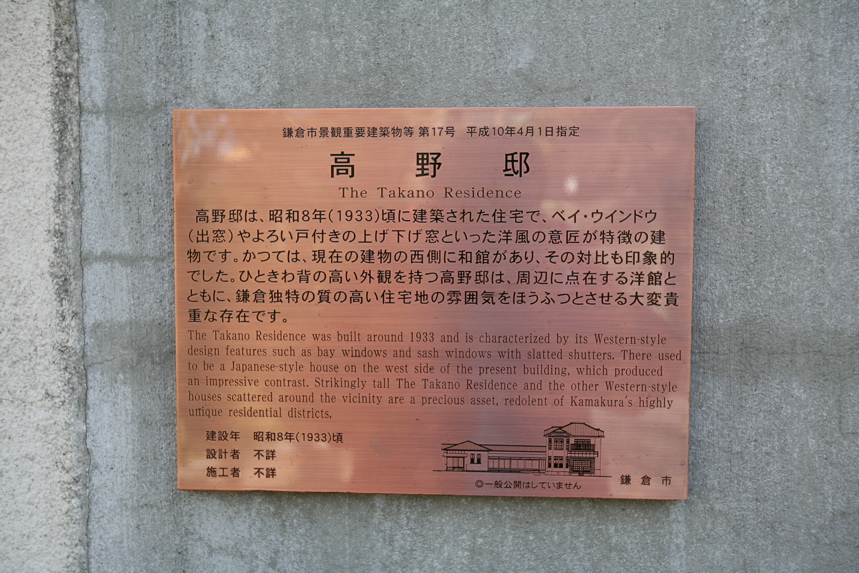 鎌倉市景観重要建築物等 第17号 平成10年4月1日指定
高野邸
The Takano Residence
高野邸は、昭和8年(1933)頃に建築された住宅で、ベイ・ウインドウ
(出窓)やよろい戸付きの上げ下げ窓といった洋風の意匠が特徴の建
物です。かつては、現在の建物の西側に和館があり、その対比も印象的
でした。ひときわ背の高い外観を持つ高野邸は、周辺に点在する洋館と
ともに、鎌倉独特の質の高い住宅地の雰囲気をほうふつとさせる大変貴
重な存在です。
The Takano Residence was built around 1933 and is characterized by its Western-style
design features such as bay windows and sash windows with slatted shutters. There used
to be a Japanese-style house on the west side of the present building, which produced
an impressive contrast. Strikingly tall The Takano Residence and the other Western-style
houses scattered around the vicinity are a precious asset, redolent of Kamakura's highly
unique residential districts.
建設年 昭和8年(1933)頃
設計者 不詳
施工者 不詳
◎一般公開はしていません
鎌倉市